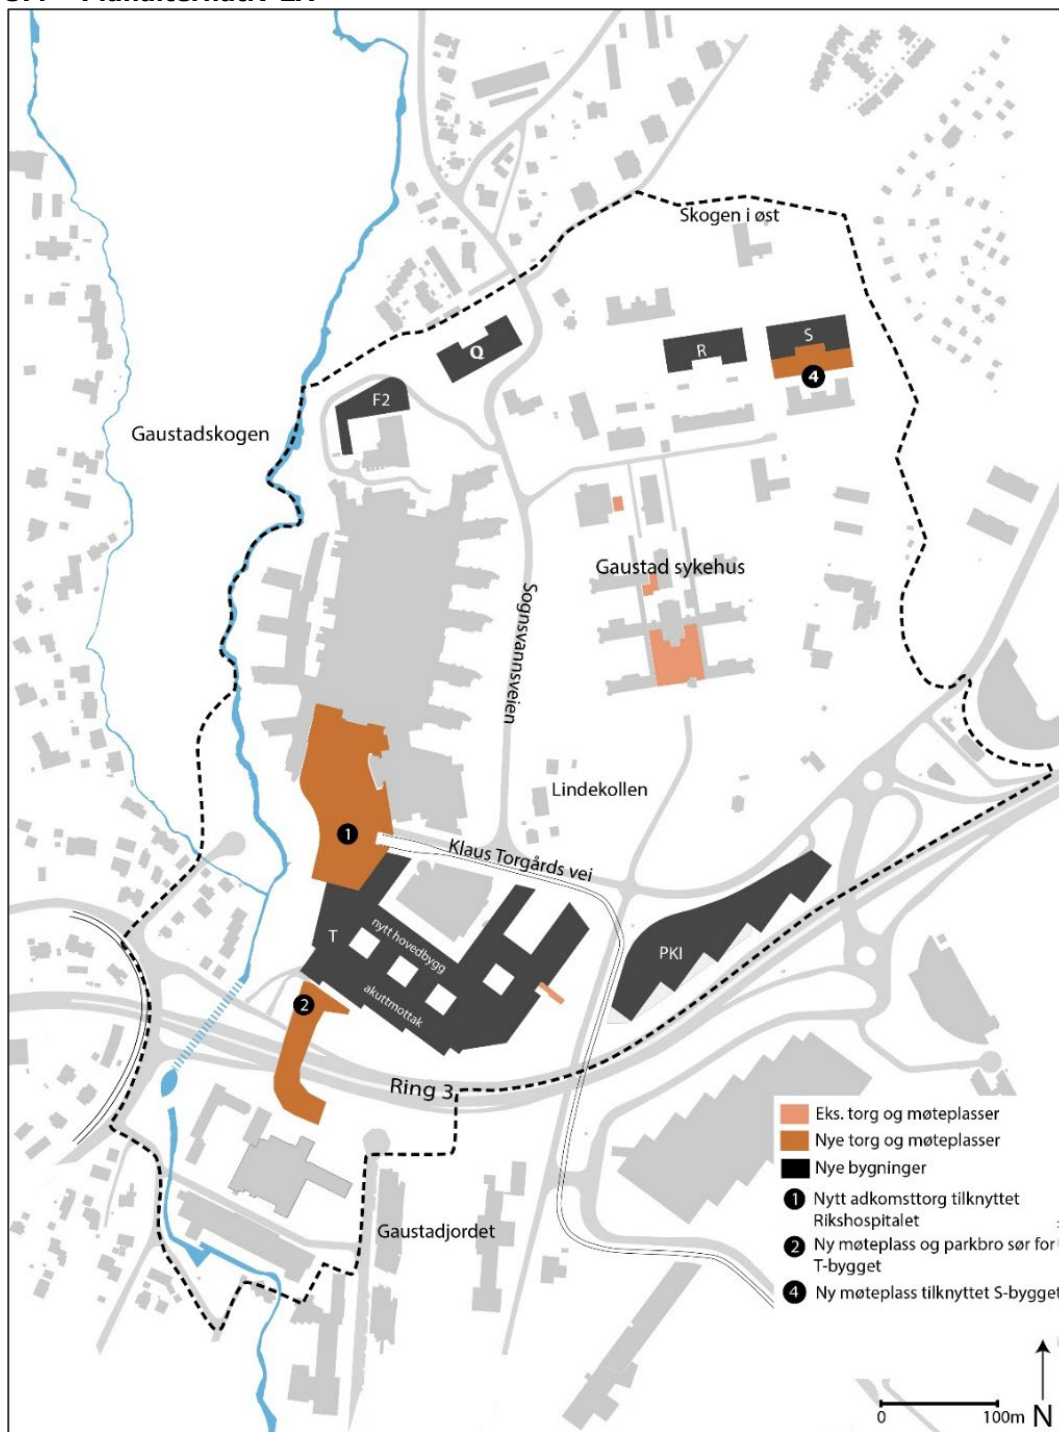 Skogen i øst
S
R
Q
4
F2
Gaustadskogen
Gaustad sykehus
Sognsvannsveien
Lindekollen
1
Klaus Torgårds vei
nytt hovedbygg
T
PKI
akuttmottak
2
Ring 3
Eks. torg og møteplasser
Nye torg og møteplasser
Nye bygninger
1 Nytt adkomsttorg tilknyttet
Rikshospitalet
2 Ny møteplass og parkbro sør for
T-bygget
4 Ny møteplass tilknyttet S-bygget
Gaustadjordet
0 100m N